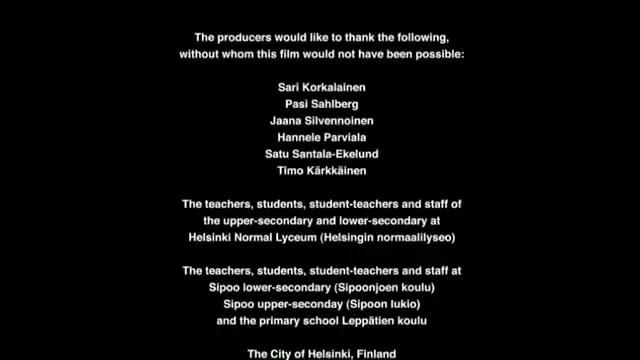 The producers would like to thank the following,
without whom this film would not have been possible:
Sari Korkalainen
Pasi Sahlberg
Jaana Silvennoinen
Hannele Parviala
Satu Santala-Ekelund
Timo Kärkkäinen
The teachers, students, student-teachers and staff of
the upper-secondary and lower-secondary at
Helsinki Normal Lyceum (Helsingin normaalilyseo)
The teachers, students, student-teachers and staff at
Sipoo lower-secondary (Sipoonjoen koulu)
Sipoo upper-seconday (Sipoon lukio)
and the primary school Leppätien koulu
The City of Helsinki, Finland